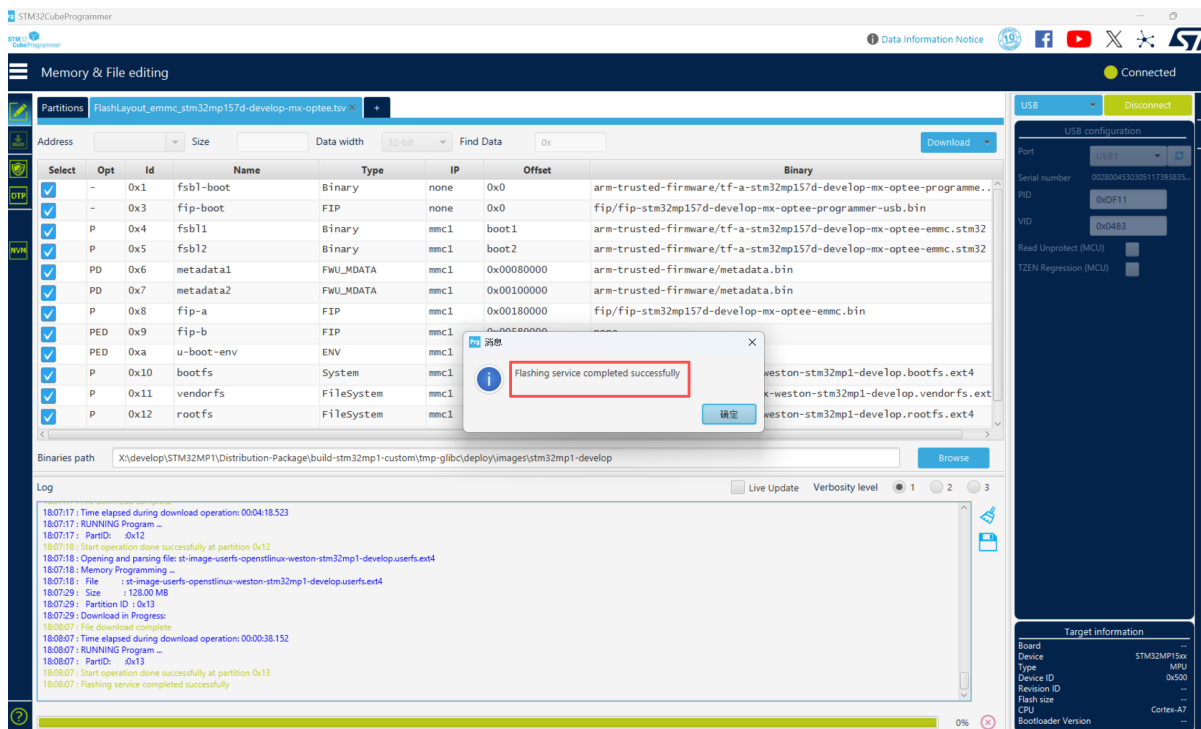 STM32CubeProgrammer
STM32
CubeProgrammer
Data Information Notice
Memory & File editing
Connected
Partitions FlashLayout_emmc_stm32mp157d-develop-mx-optee.tsv × +
USB Disconnect
Address Size Data width 32-bit Find Data 0x Download
Select Opt Id Name Type IP Offset Binary
- 0x1 fsbl-boot Binary none 0x0 arm-trusted-firmware/tf-a-stm32mp157d-develop-mx-optee-programme..
- 0x3 fip-boot FIP none 0x0 fip/fip-stm32mp157d-develop-mx-optee-programmer-usb.bin
P 0x4 fsbl1 Binary mmc1 boot1 arm-trusted-firmware/tf-a-stm32mp157d-develop-mx-optee-emmc.stm32
P 0x5 fsbl2 Binary mmc1 boot2 arm-trusted-firmware/tf-a-stm32mp157d-develop-mx-optee-emmc.stm32
PD 0x6 metadata1 FWU_MDATA mmc1 0x00080000 arm-trusted-firmware/metadata.bin
PD 0x7 metadata2 FWU_MDATA mmc1 0x00100000 arm-trusted-firmware/metadata.bin
P 0x8 fip-a FIP mmc1 0x00180000 fip/fip-stm32mp157d-develop-mx-optee-emmc.bin
PED 0x9 fip-b FIP mmc1 0x00580000 none
PED 0xa u-boot-env ENV mmc1
P 0x10 bootfs System mmc1 weston-stm32mp1-develop.bootfs.ext4
P 0x11 vendorfs FileSystem mmc1 x-weston-stm32mp1-develop.vendorfs.ext
P 0x12 rootfs FileSystem mmc1 weston-stm32mp1-develop.rootfs.ext4
Prg 消息
Flashing service completed successfully
确定
Binaries path X:\develop\STM32MP1\Distribution-Package\build-stm32mp1-custom\tmp-glibc\deploy\images\stm32mp1-develop Browse
Log Live Update Verbosity level 1 2 3
18:07:17 : Time elapsed during download operation: 00:04:18.523
18:07:17 : RUNNING Program ...
18:07:17 : PartID: :0x12
18:07:18 : Start operation done successfully at partition 0x12
18:07:18 : Opening and parsing file: st-image-userfs-openstlinux-weston-stm32mp1-develop.userfs.ext4
18:07:18 : Memory Programming ...
18:07:18 : File : st-image-userfs-openstlinux-weston-stm32mp1-develop.userfs.ext4
18:07:29 : Size : 128.00 MB
18:07:29 : Partition ID : 0x13
18:07:29 : Download in Progress:
18:08:07 : File download complete
18:08:07 : Time elapsed during download operation: 00:00:38.152
18:08:07 : RUNNING Program ...
18:08:07 : PartID: :0x13
18:08:07 : Start operation done successfully at partition 0x13
18:08:07 : Flashing service completed successfully
0%
OTP
NVM
USB configuration
Port USB1
Serial number 0028004530305117393835...
PID 0xDF11
VID 0x0483
Read Unprotect (MCU)
TZEN Regression (MCU)
Target information
Board --
Device STM32MP15xx
Type MPU
Device ID 0x500
Revision ID --
Flash size --
CPU Cortex-A7
Bootloader Version --